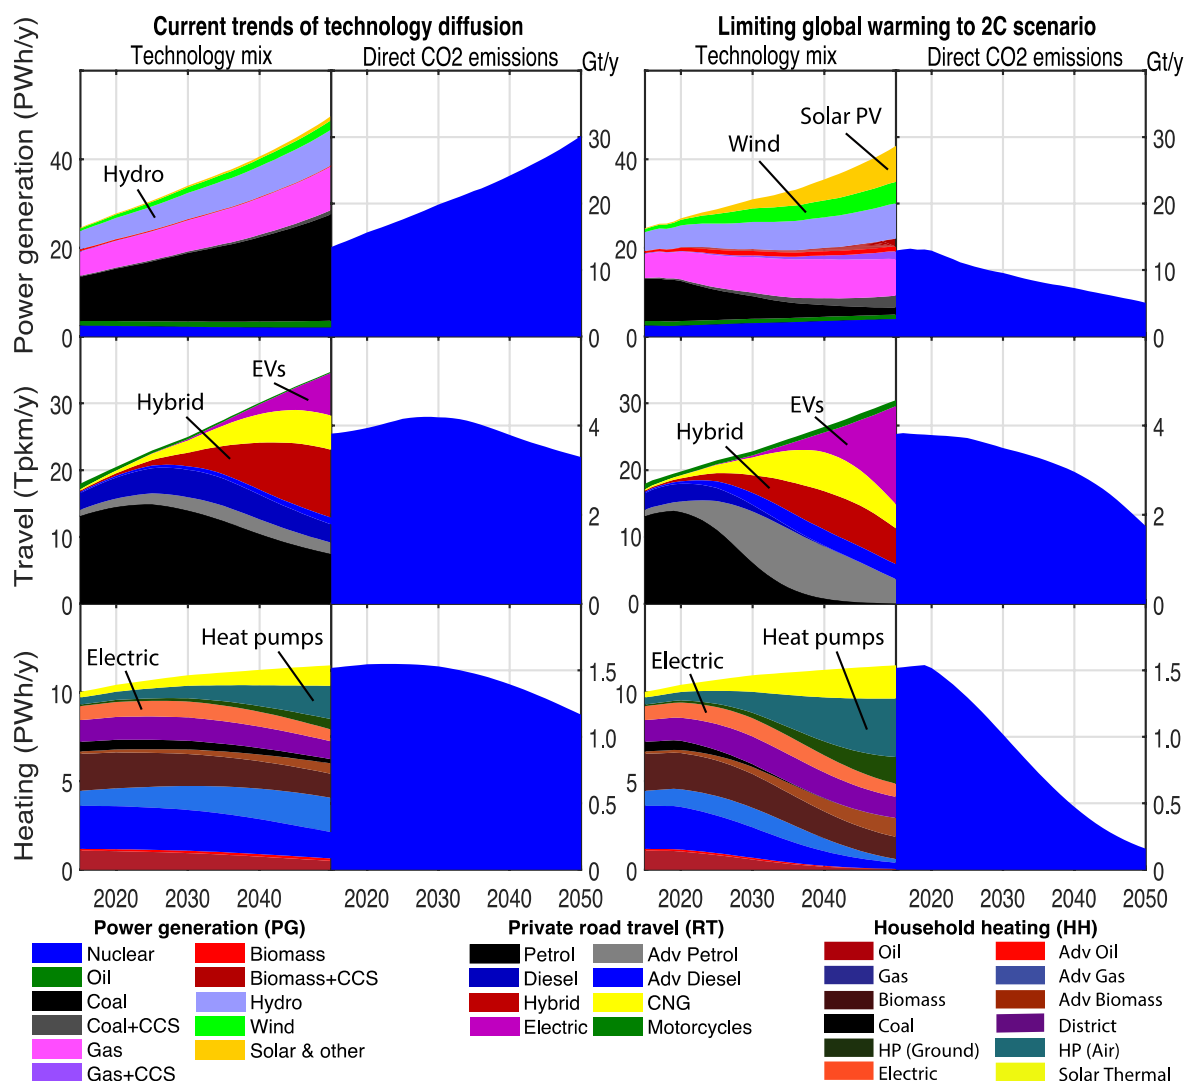 Current trends of technology diffusion
Limiting global warming to 2C scenario
Technology mix
Direct CO2 emissions
Gt/y
Technology mix
Direct CO2 emissions
Gt/y
Power generation (PWh/y)
40
20
0
Hydro
30
20
10
0
40
20
0
Wind
Solar PV
30
20
10
0
Travel (Tpkm/y)
30
20
10
0
Hybrid
EVs
4
2
0
30
20
10
0
Hybrid
EVs
4
2
0
Heating (PWh/y)
10
5
0
Electric
Heat pumps
1.5
1.0
0.5
0
10
5
0
Electric
Heat pumps
1.5
1.0
0.5
0
2020 2030 2040
2020 2030 2040 2050
2020 2030 2040
2020 2030 2040 2050
Power generation (PG)
Nuclear
Oil
Coal
Coal+CCS
Gas
Gas+CCS
Biomass
Biomass+CCS
Hydro
Wind
Solar & other
Private road travel (RT)
Petrol
Diesel
Hybrid
Electric
Adv Petrol
Adv Diesel
CNG
Motorcycles
Household heating (HH)
Oil
Gas
Biomass
Coal
HP (Ground)
Electric
Adv Oil
Adv Gas
Adv Biomass
District
HP (Air)
Solar Thermal